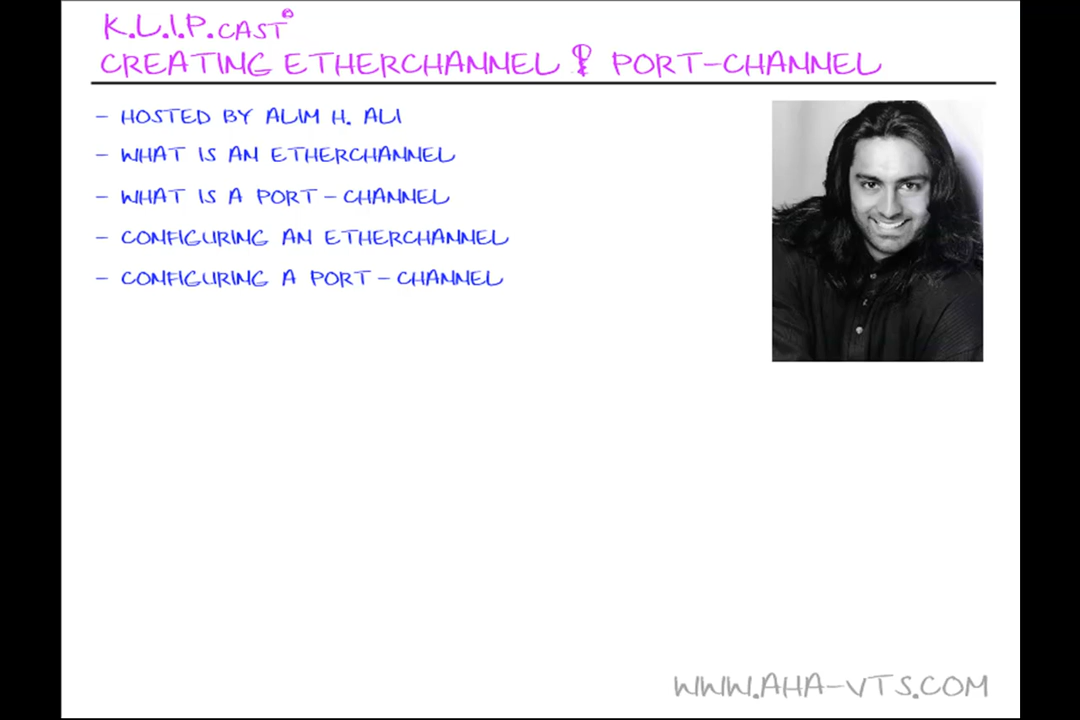 K.L.I.P.CAST®
CREATING ETHERCHANNEL & PORT-CHANNEL
- HOSTED BY ALIM H. ALI
- WHAT IS AN ETHERCHANNEL
- WHAT IS A PORT-CHANNEL
- CONFIGURING AN ETHERCHANNEL
- CONFIGURING A PORT-CHANNEL
WWW.AHA-VTS.COM